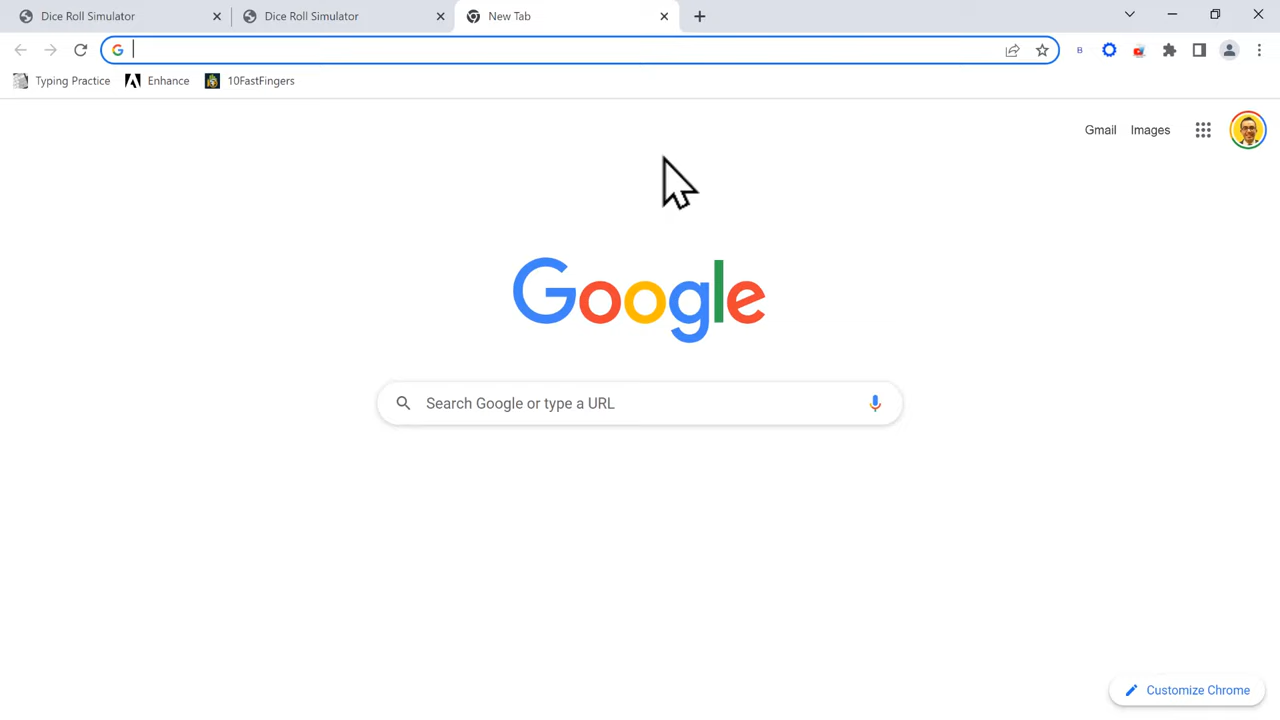 Dice Roll Simulator
Dice Roll Simulator
New Tab
Typing Practice
Enhance
10FastFingers
Gmail
Images
Google
Search Google or type a URL
Customize Chrome